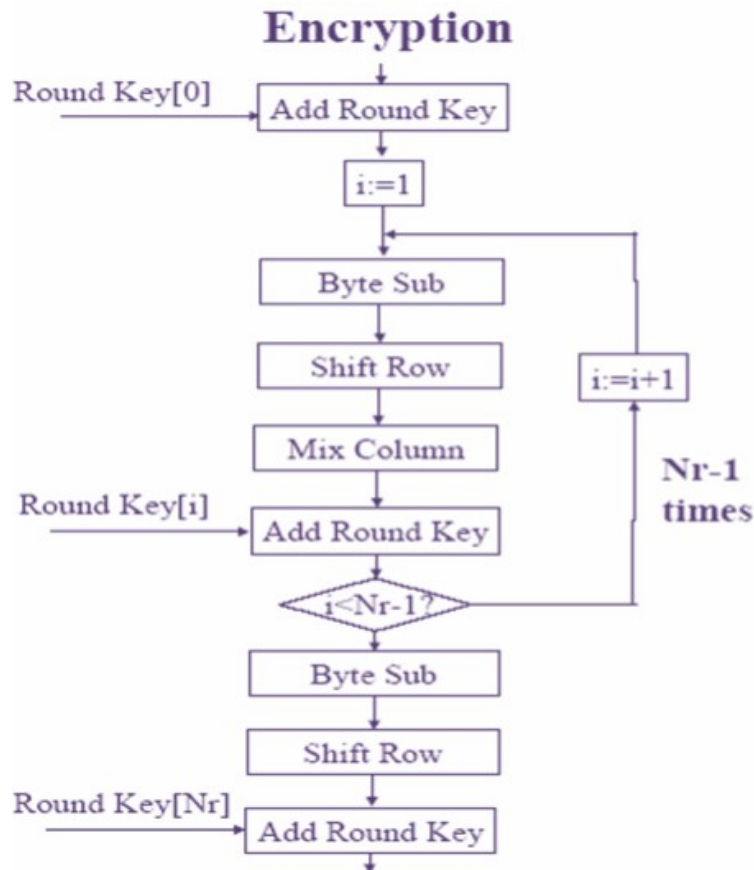 Encryption
Round Key[0]
Add Round Key
i:=1
Byte Sub
Shift Row
i:=i+1
Mix Column
Nr-1
times
Round Key[i]
Add Round Key
i<Nr-1?
Byte Sub
Shift Row
Round Key[Nr]
Add Round Key